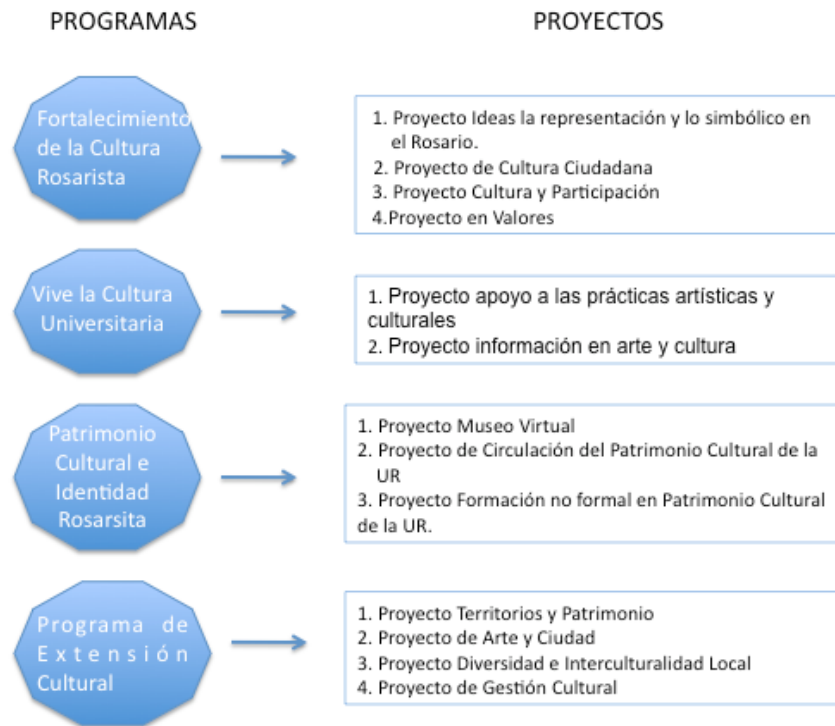 PROGRAMAS
PROYECTOS
Fortalecimiento
de la Cultura
Rosarista
1. Proyecto Ideas la representación y lo simbólico en
el Rosario.
2. Proyecto de Cultura Ciudadana
3. Proyecto Cultura y Participación
4.Proyecto en Valores
Vive la Cultura
Universitaria
1. Proyecto apoyo a las prácticas artísticas y
culturales
2. Proyecto información en arte y cultura
Patrimonio
Cultural e
Identidad
Rosarsita
1. Proyecto Museo Virtual
2. Proyecto de Circulación del Patrimonio Cultural de la
UR
3. Proyecto Formación no formal en Patrimonio Cultural
de la UR.
Programa de
Extensión
Cultural
1. Proyecto Territorios y Patrimonio
2. Proyecto de Arte y Ciudad
3. Proyecto Diversidad e Interculturalidad Local
4. Proyecto de Gestión Cultural